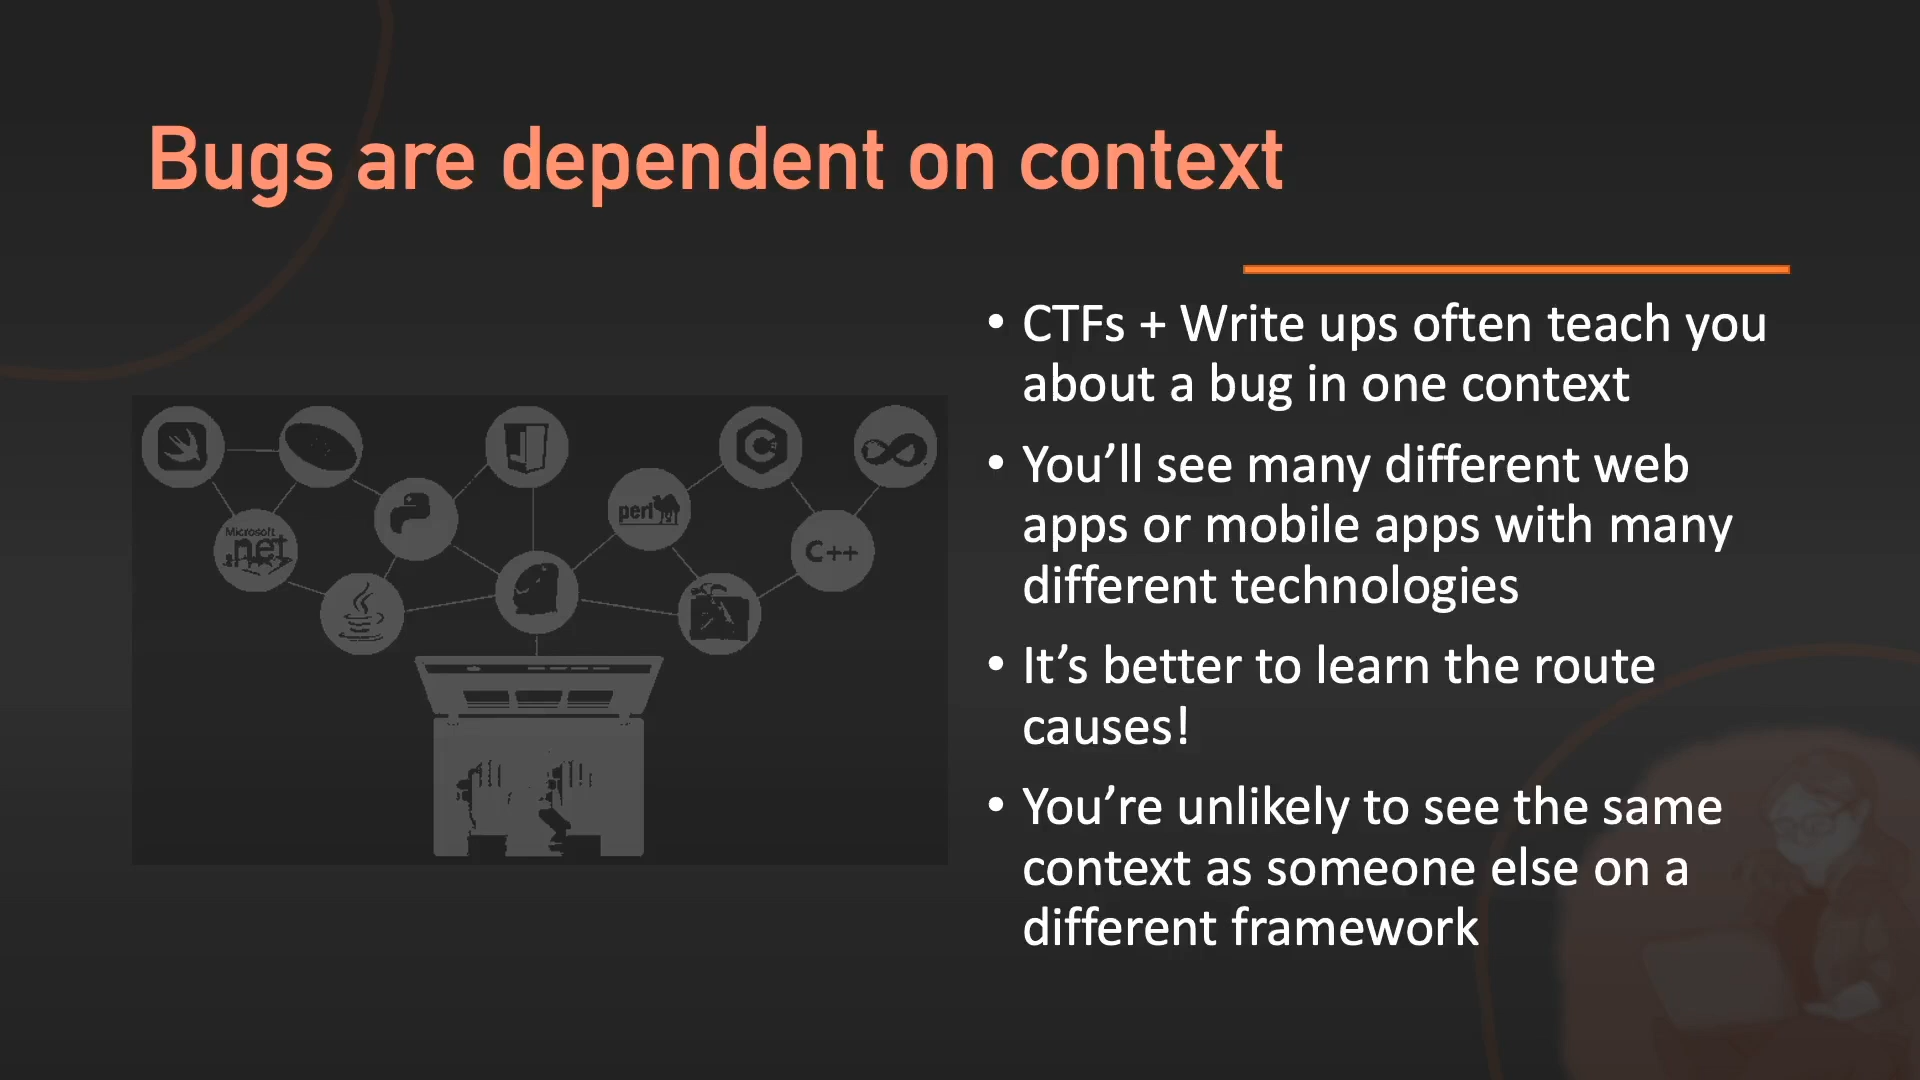 Bugs are dependent on context
• CTFs + Write ups often teach you
about a bug in one context
• You’ll see many different web
apps or mobile apps with many
different technologies
• It’s better to learn the route
causes!
• You’re unlikely to see the same
context as someone else on a
different framework
Microsoft
.net
perl
C
C++